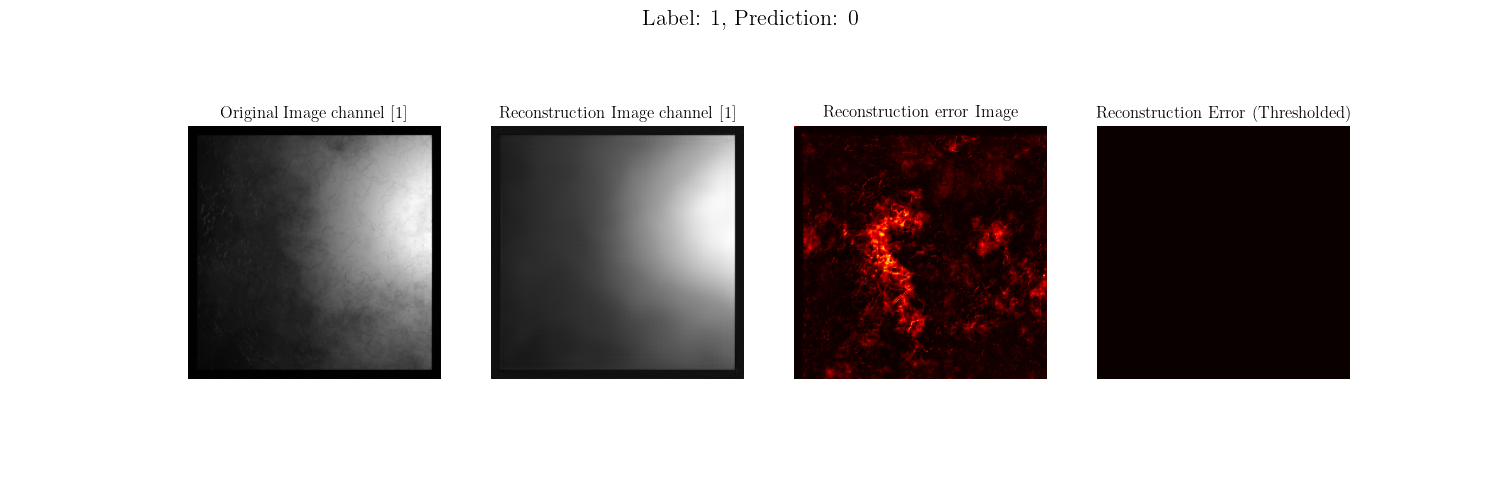 Label: 1, Prediction: 0
Original Image channel [1]
Reconstruction Image channel [1]
Reconstruction error Image
Reconstruction Error (Thresholded)